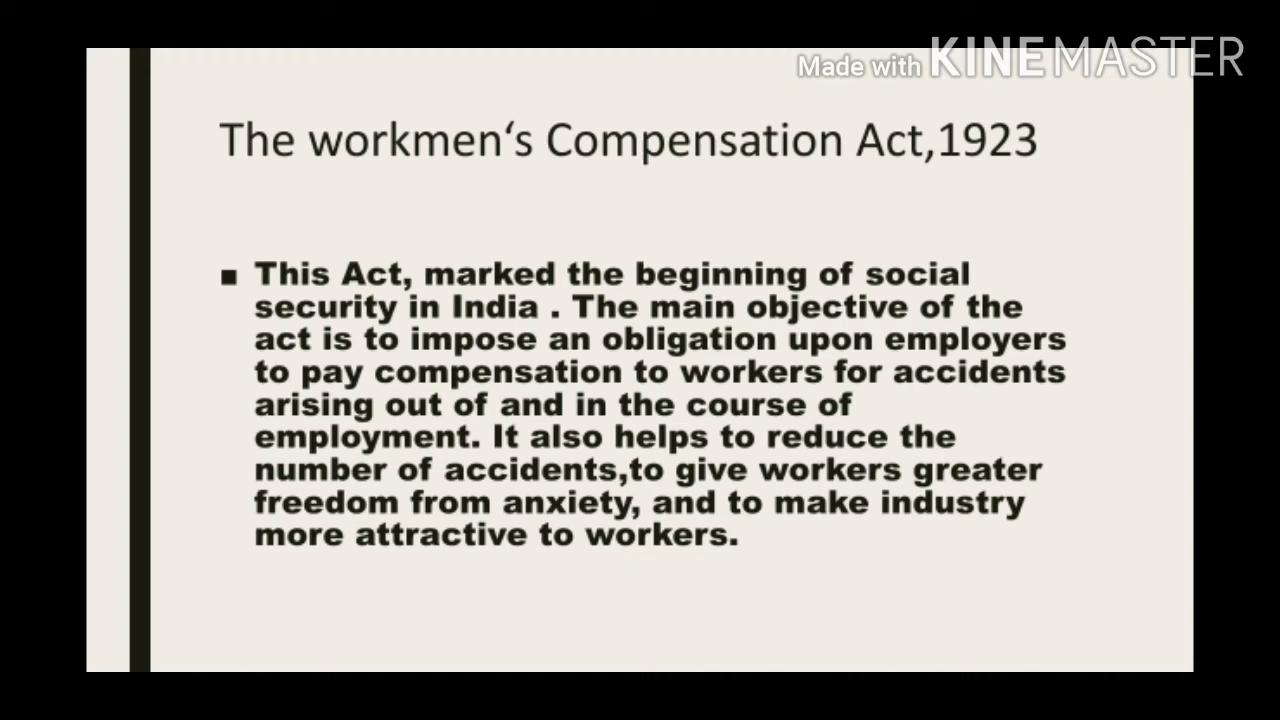 Made with KINEMASTER
The workmen‘s Compensation Act,1923
■ This Act, marked the beginning of social
security in India . The main objective of the
act is to impose an obligation upon employers
to pay compensation to workers for accidents
arising out of and in the course of
employment. It also helps to reduce the
number of accidents,to give workers greater
freedom from anxiety, and to make industry
more attractive to workers.